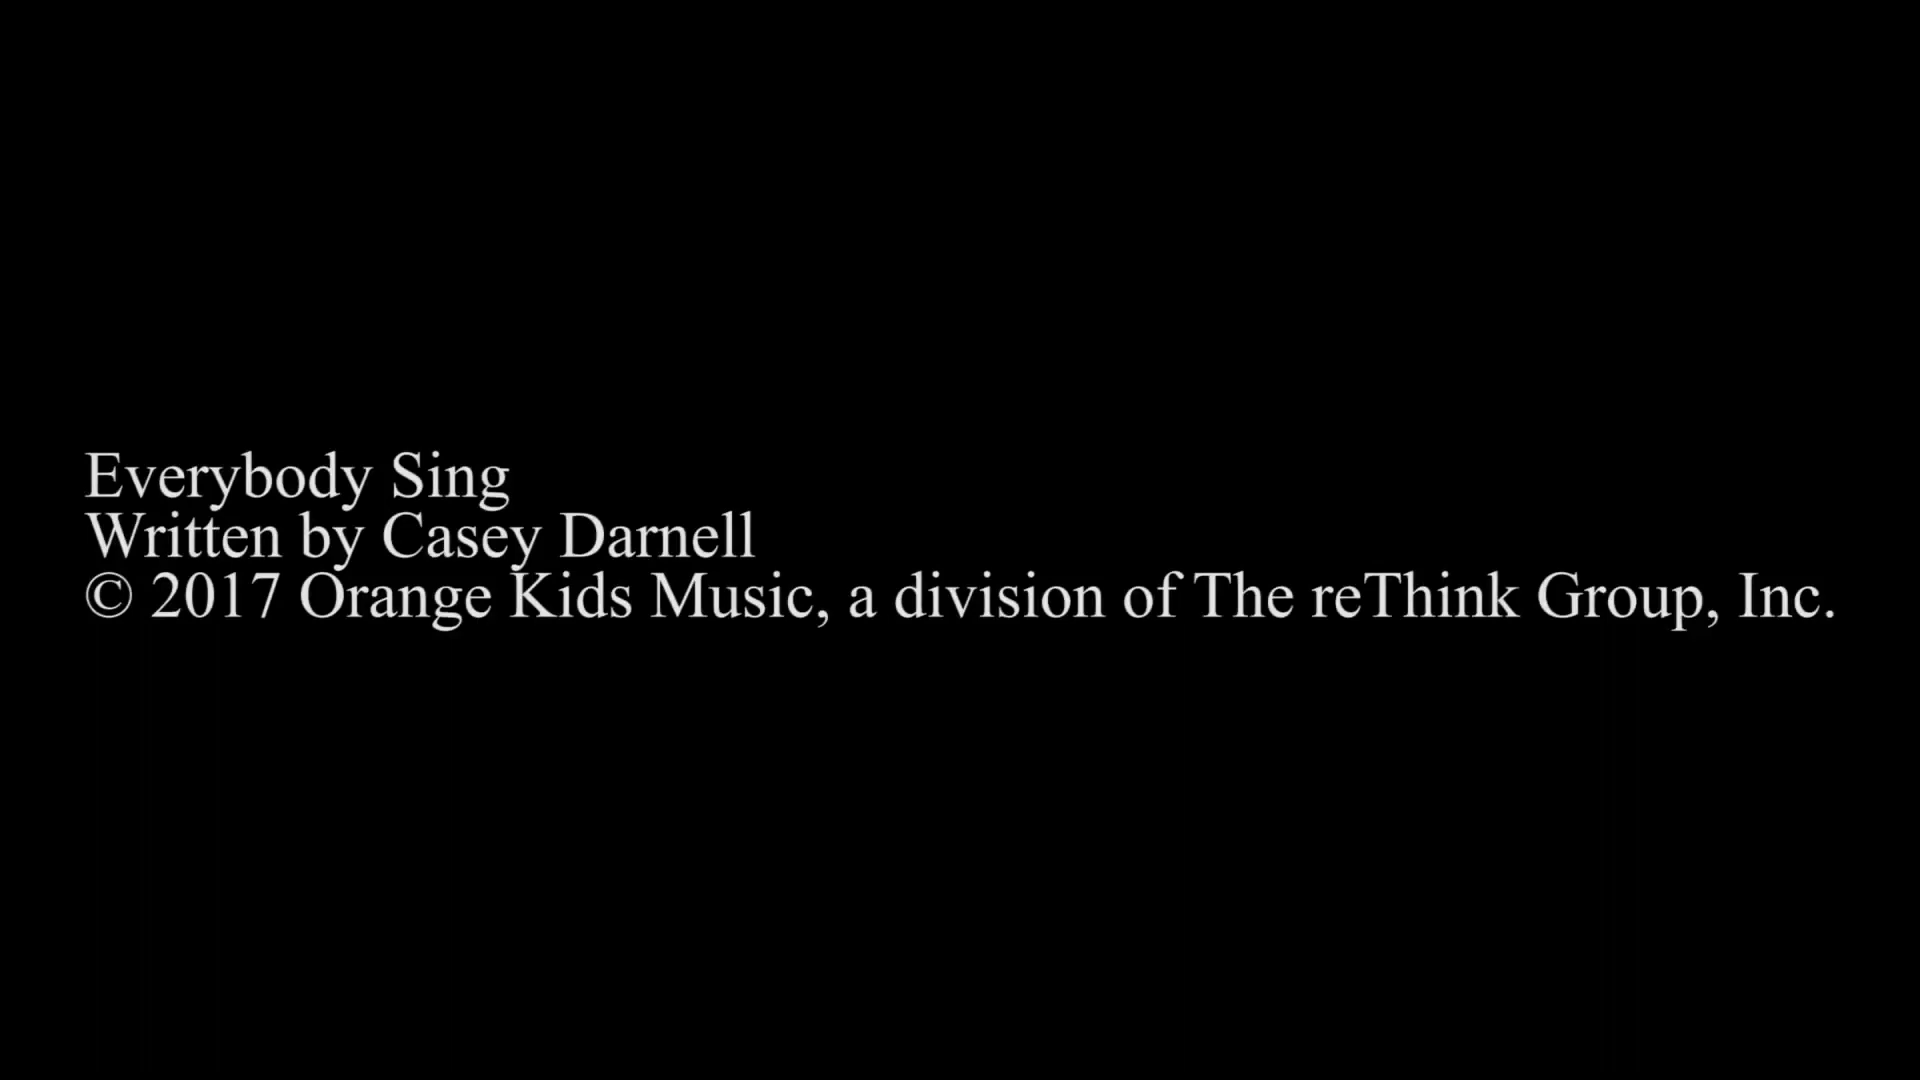 Everybody Sing
Written by Casey Darnell
© 2017 Orange Kids Music, a division of The reThink Group, Inc.